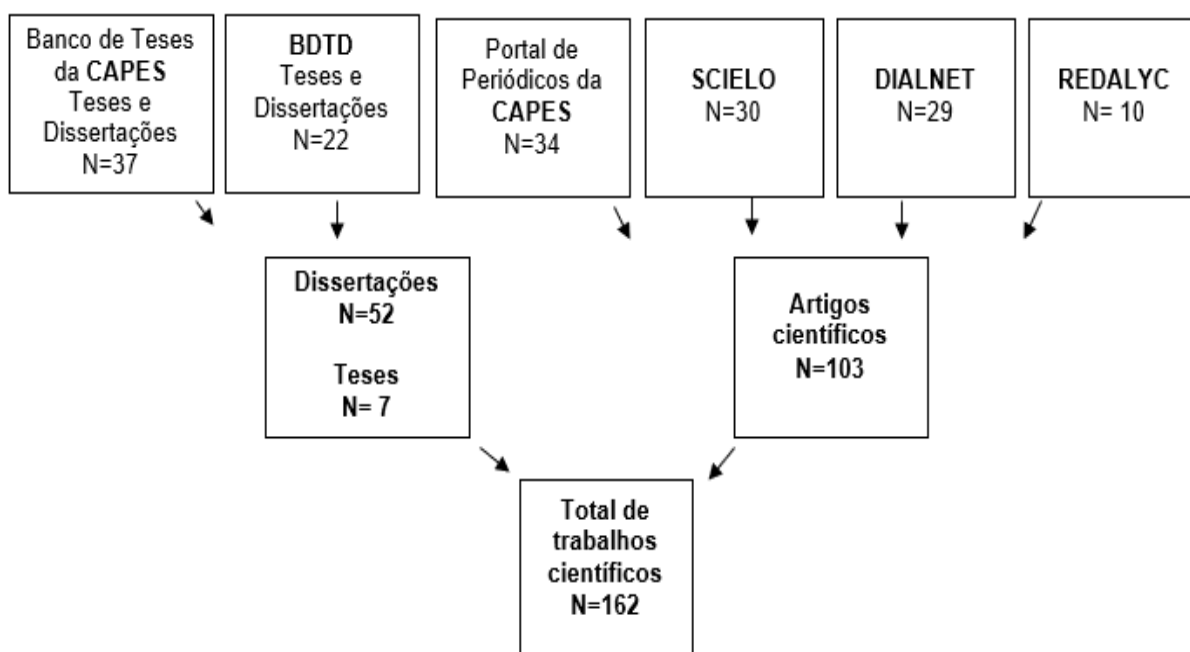 Banco de Teses
da CAPES
Teses e
Dissertações
N=37
BDTD
Teses e
Dissertações
N=22
Portal de
Periódicos da
CAPES
N=34
SCIELO
N=30
DIALNET
N=29
REDALYC
N= 10
Dissertações
N=52
Teses
N= 7
Artigos
científicos
N=103
Total de
trabalhos
científicos
N=162